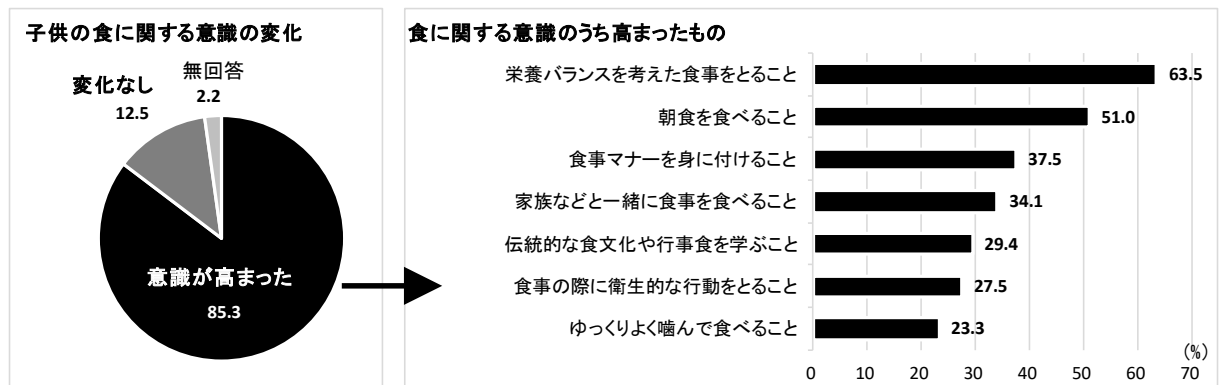 子供の食に関する意識の変化
無回答
2.2
変化なし
12.5
意識が高まった
85.3
食に関する意識のうち高まったもの
栄養バランスを考えた食事をとること 63.5
朝食を食べること 51.0
食事マナーを身に付けること 37.5
家族などと一緒に食事を食べること 34.1
伝統的な食文化や行事食を学ぶこと 29.4
食事の際に衛生的な行動をとること 27.5
ゆっくりよく噛んで食べること 23.3
(%)
0 10 20 30 40 50 60 70